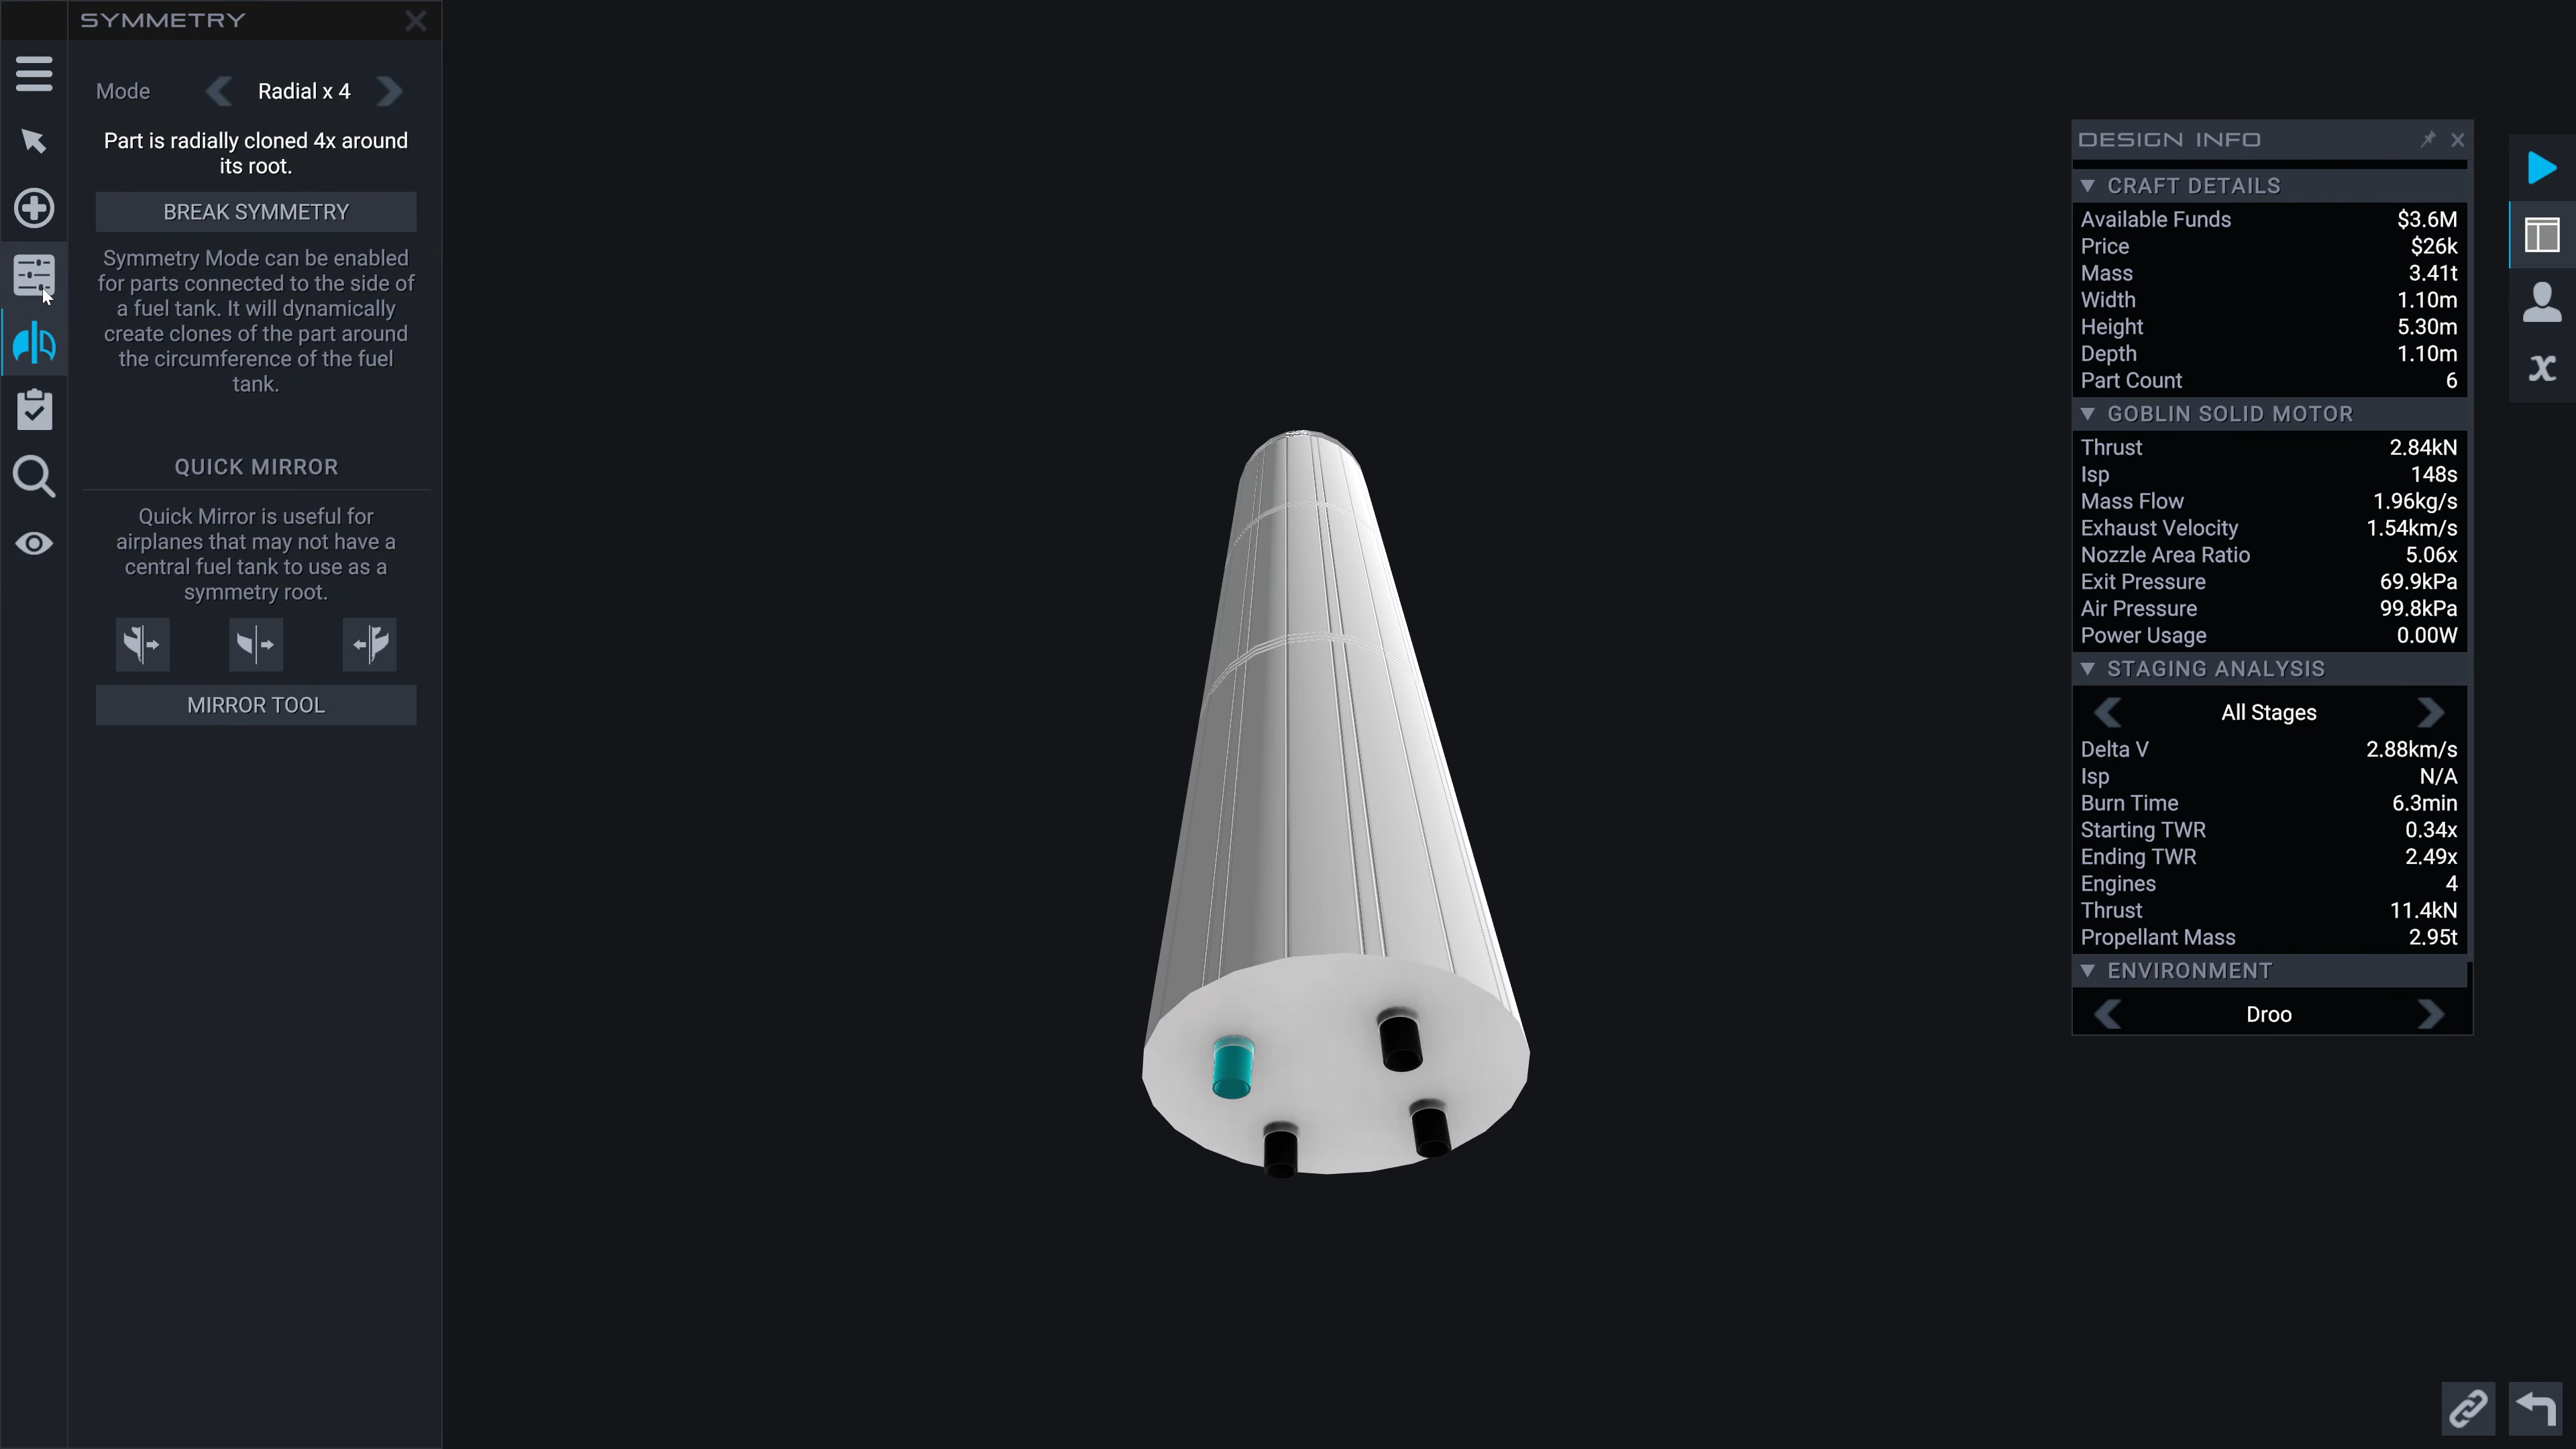 SYMMETRY
Mode Radial x 4
Part is radially cloned 4x around
its root.
BREAK SYMMETRY
Symmetry Mode can be enabled
for parts connected to the side of
a fuel tank. It will dynamically
create clones of the part around
the circumference of the fuel
tank.
QUICK MIRROR
Quick Mirror is useful for
airplanes that may not have a
central fuel tank to use as a
symmetry root.
MIRROR TOOL
DESIGN INFO
CRAFT DETAILS
Available Funds $3.6M
Price $26k
Mass 3.41t
Width 1.10m
Height 5.30m
Depth 1.10m
Part Count 6
GOBLIN SOLID MOTOR
Thrust 2.84kN
Isp 148s
Mass Flow 1.96kg/s
Exhaust Velocity 1.54km/s
Nozzle Area Ratio 5.06x
Exit Pressure 69.9kPa
Air Pressure 99.8kPa
Power Usage 0.00W
STAGING ANALYSIS
All Stages
Delta V 2.88km/s
Isp N/A
Burn Time 6.3min
Starting TWR 0.34x
Ending TWR 2.49x
Engines 4
Thrust 11.4kN
Propellant Mass 2.95t
ENVIRONMENT
Droo
x